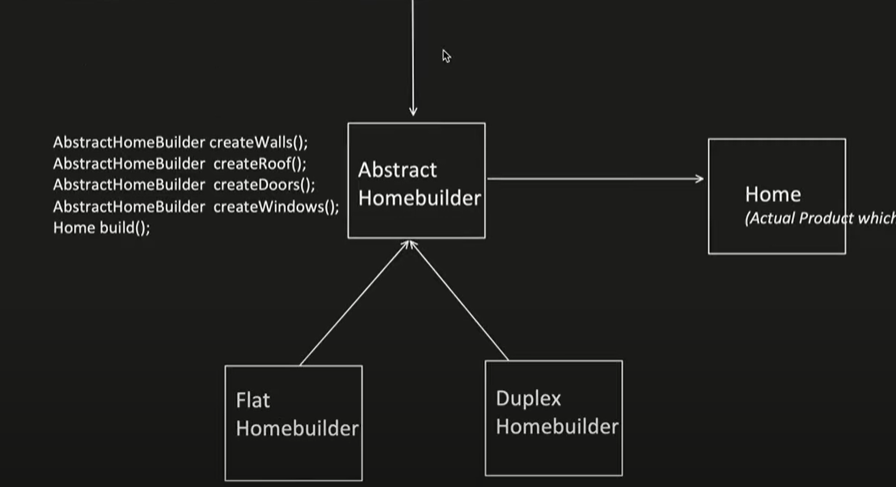 AbstractHomeBuilder createWalls();
AbstractHomeBuilder createRoof();
AbstractHomeBuilder createDoors();
AbstractHomeBuilder createWindows();
Home build();
Abstract
Homebuilder
Home
(Actual Product which
Flat
Homebuilder
Duplex
Homebuilder